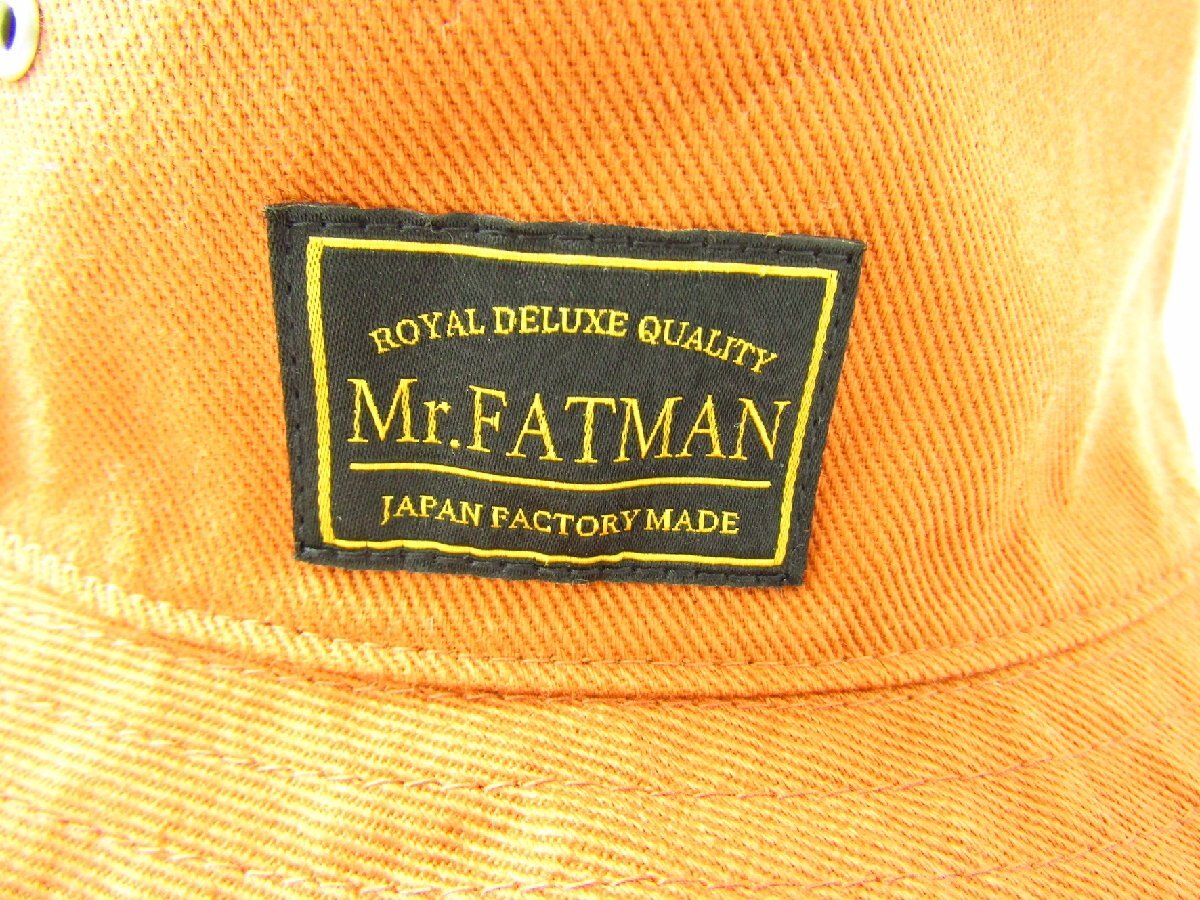 ROYAL DELUXE QUALITY
Mr.FATMAN
JAPAN FACTORY MADE